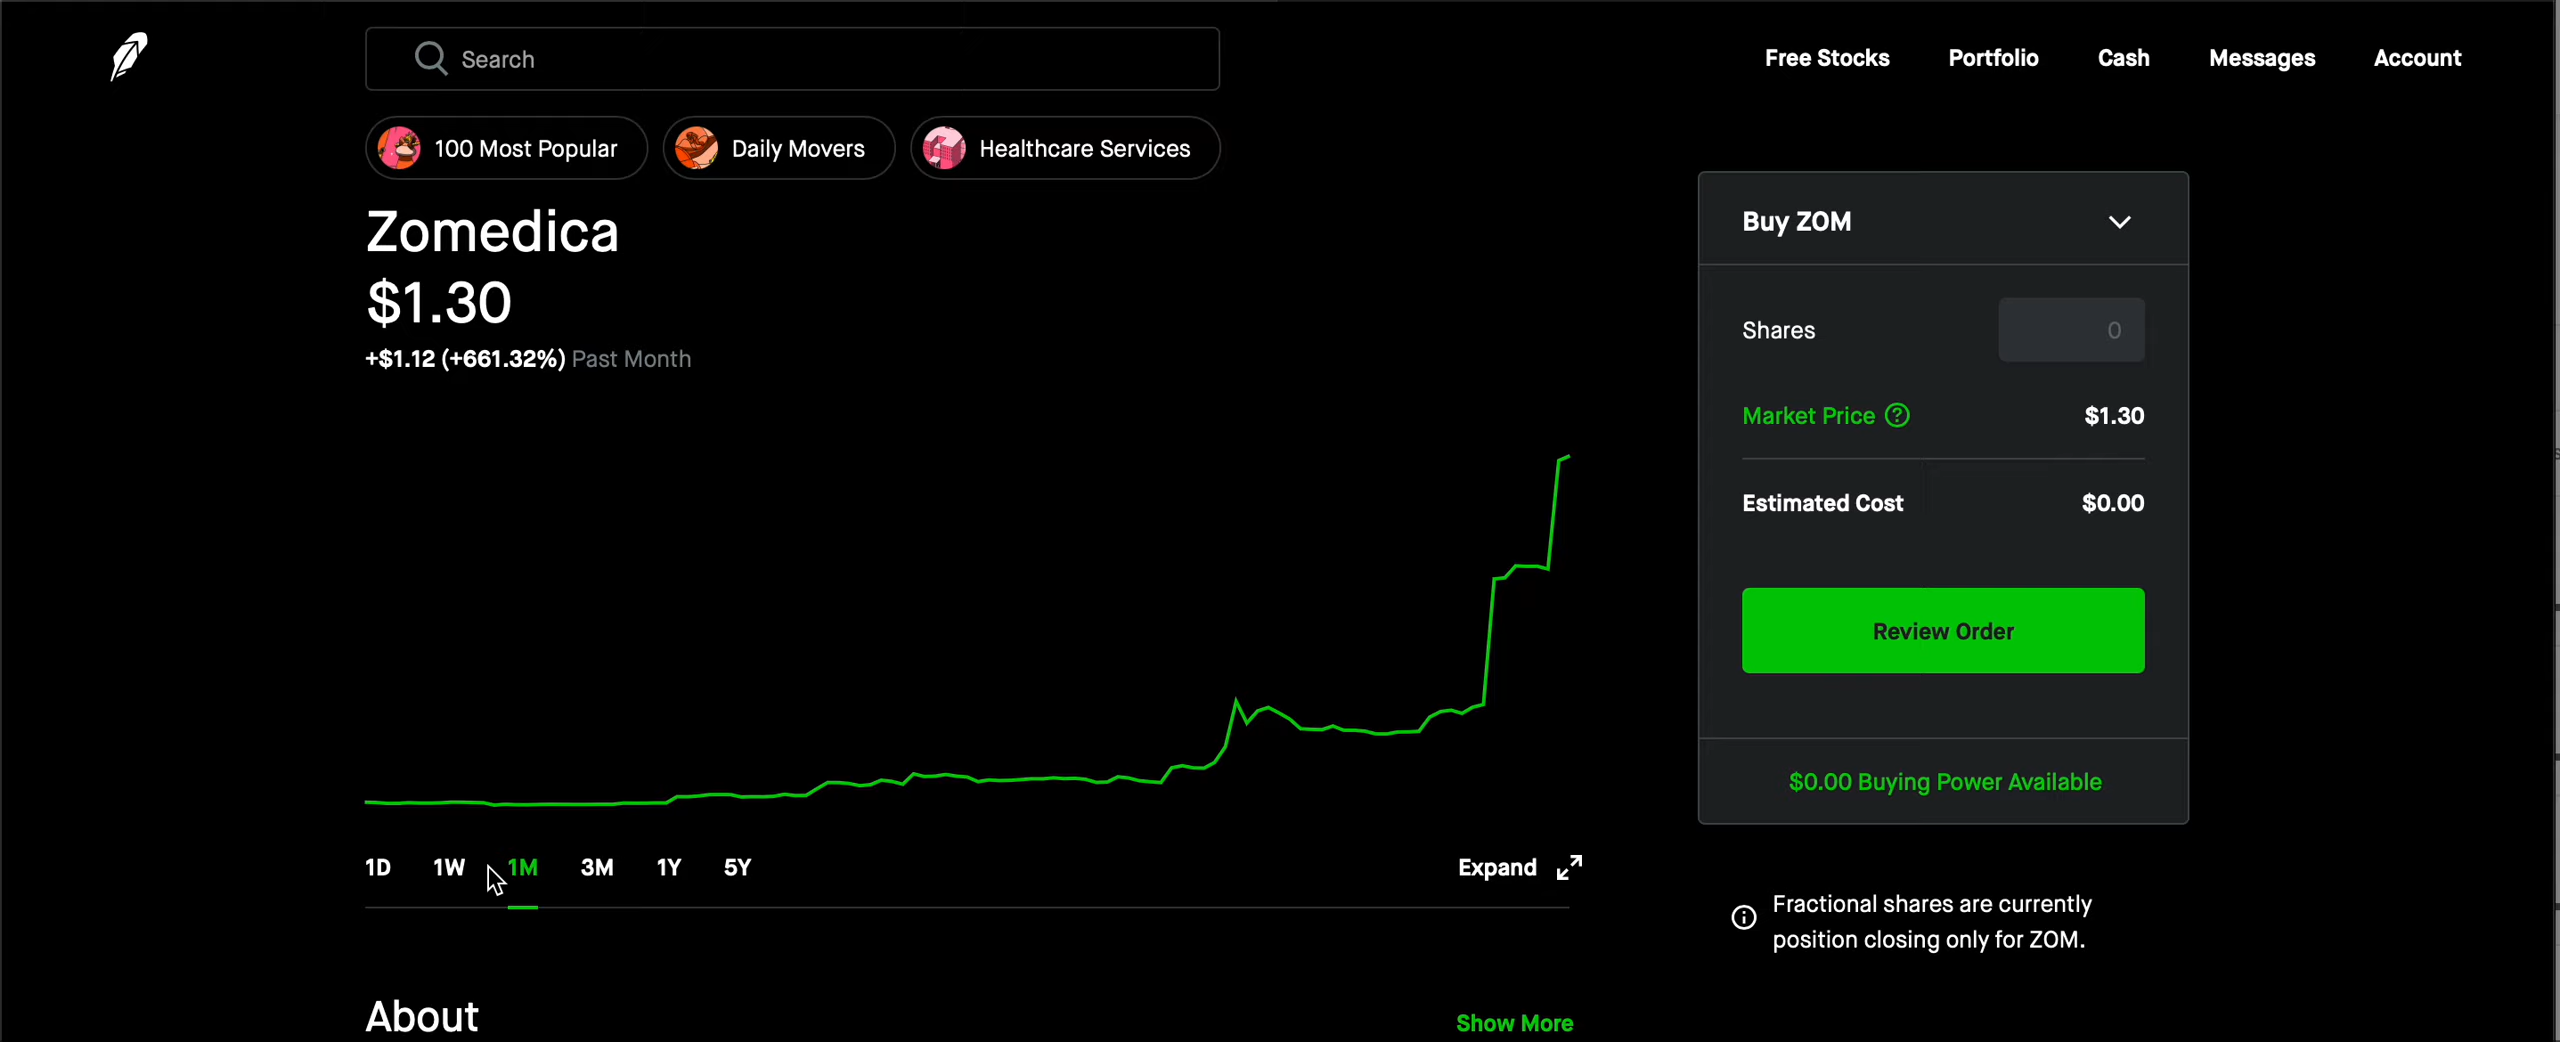 Search
Free Stocks
Portfolio
Cash
Messages
Account
100 Most Popular
Daily Movers
Healthcare Services
Zomedica
$1.30
+$1.12 (+661.32%) Past Month
1D 1W 1M 3M 1Y 5Y
Expand
About
Show More
Buy ZOM
Shares 0
Market Price $1.30
Estimated Cost $0.00
Review Order
$0.00 Buying Power Available
Fractional shares are currently
position closing only for ZOM.